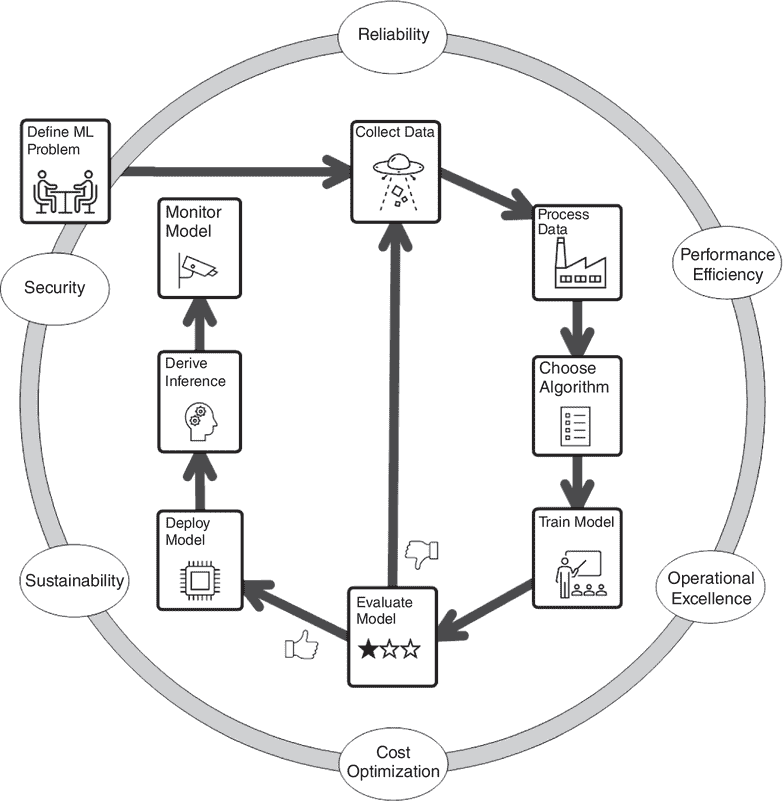 Reliability
Define ML
Problem
Collect Data
Monitor
Model
Process
Data
Performance
Efficiency
Security
Derive
Inference
Choose
Algorithm
Deploy
Model
Train Model
Sustainability
Operational
Excellence
Evaluate
Model
Cost
Optimization